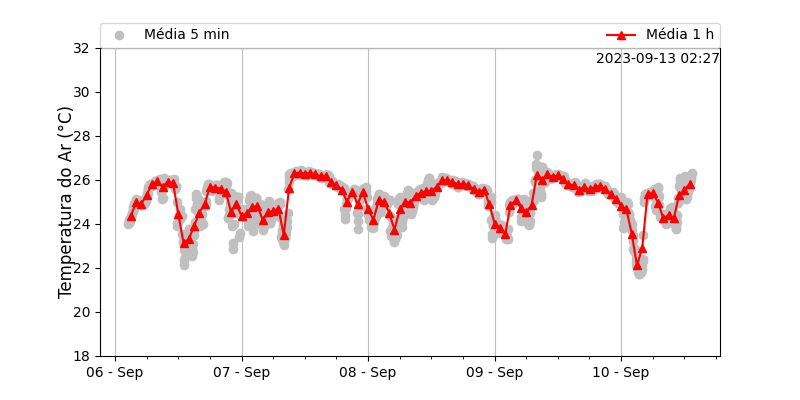 Média 5 min
Média 1 h
2023-09-13 02:27
Temperatura do Ar (°C)
32
30
28
26
24
22
20
18
06 - Sep
07 - Sep
08 - Sep
09 - Sep
10 - Sep